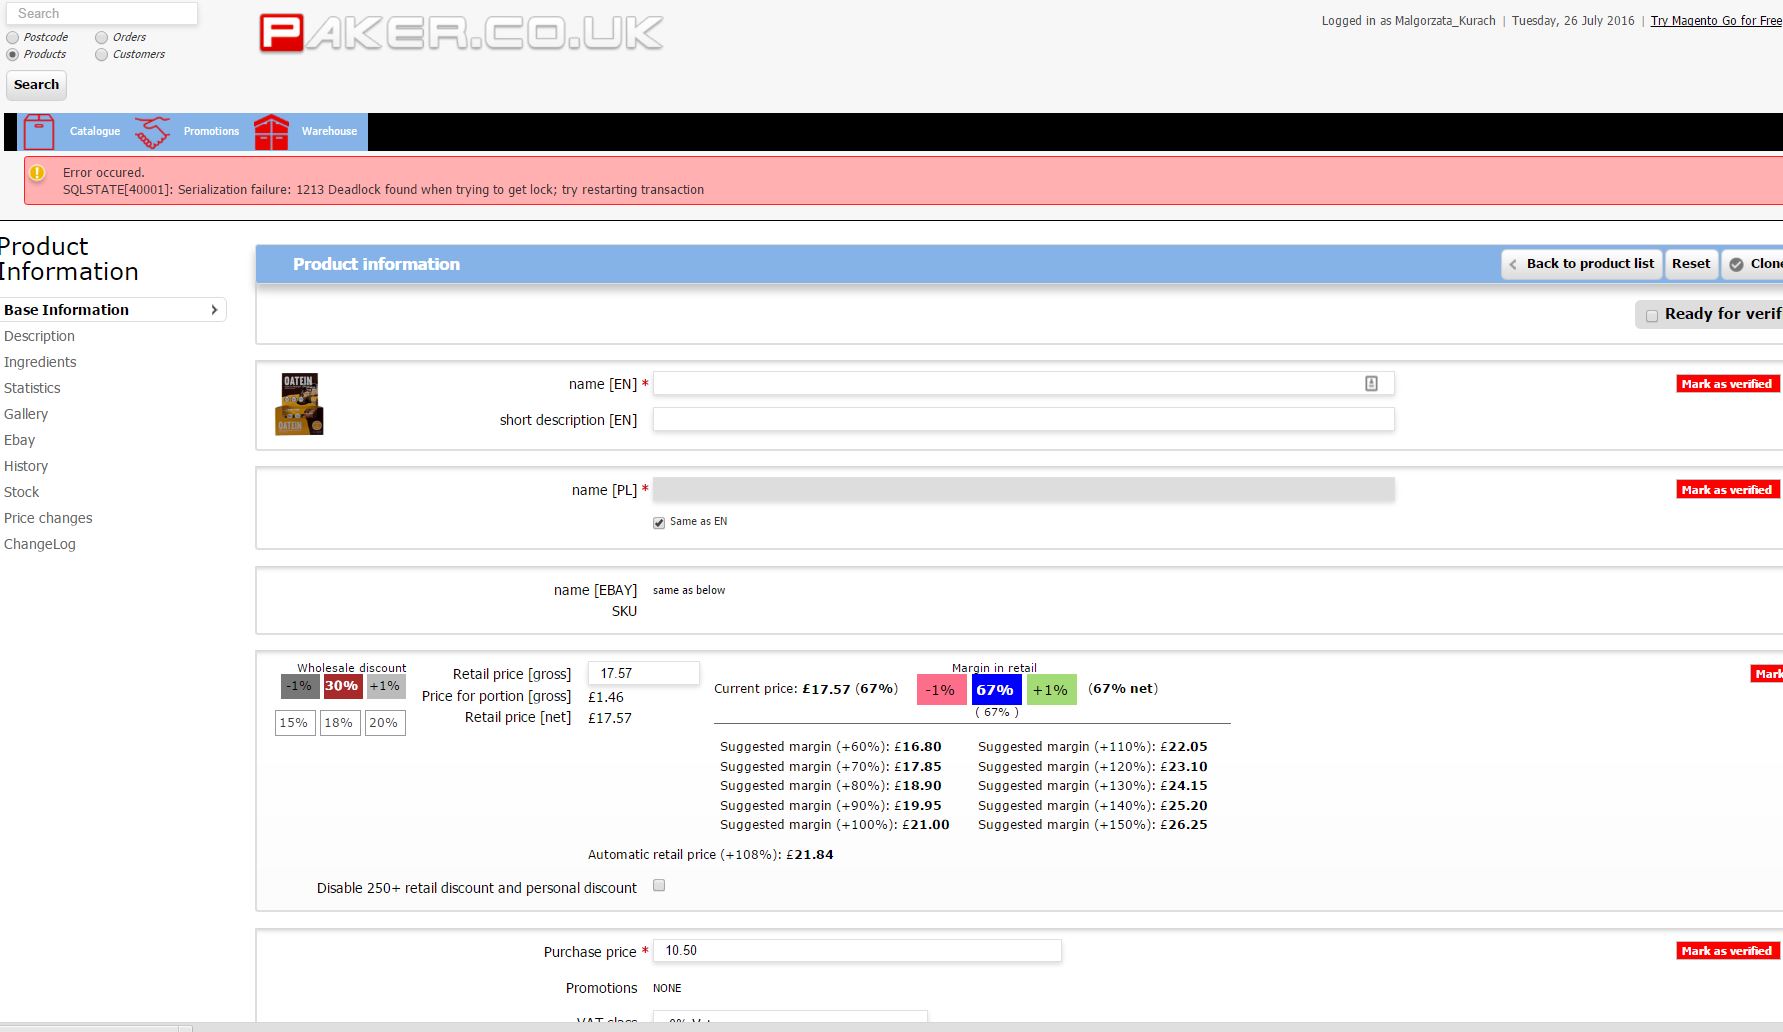 Search
Postcode Orders
Products Customers
Search
PAKER.CO.UK
Logged in as Malgorzata_Kurach | Tuesday, 26 July 2016 | Try Magento Go for Free
Catalogue Promotions Warehouse
Error occured.
SQLSTATE[40001]: Serialization failure: 1213 Deadlock found when trying to get lock; try restarting transaction
Product
Information
Base Information
Description
Ingredients
Statistics
Gallery
Ebay
History
Stock
Price changes
ChangeLog
Product information
Back to product list Reset Clone
Ready for verif
OATEIN
OATEIN
name [EN] *
Mark as verified
short description [EN]
name [PL] *
Mark as verified
Same as EN
name [EBAY] same as below
SKU
Wholesale discount
-1% 30% +1%
15% 18% 20%
Retail price [gross] 17.57
Price for portion [gross] £1.46
Retail price [net] £17.57
Current price: £17.57 (67%)
Margin in retail
-1% 67% +1% (67% net)
( 67% )
Mark
Suggested margin (+60%): £16.80 Suggested margin (+110%): £22.05
Suggested margin (+70%): £17.85 Suggested margin (+120%): £23.10
Suggested margin (+80%): £18.90 Suggested margin (+130%): £24.15
Suggested margin (+90%): £19.95 Suggested margin (+140%): £25.20
Suggested margin (+100%): £21.00 Suggested margin (+150%): £26.25
Automatic retail price (+108%): £21.84
Disable 250+ retail discount and personal discount
Purchase price * 10.50
Mark as verified
Promotions NONE